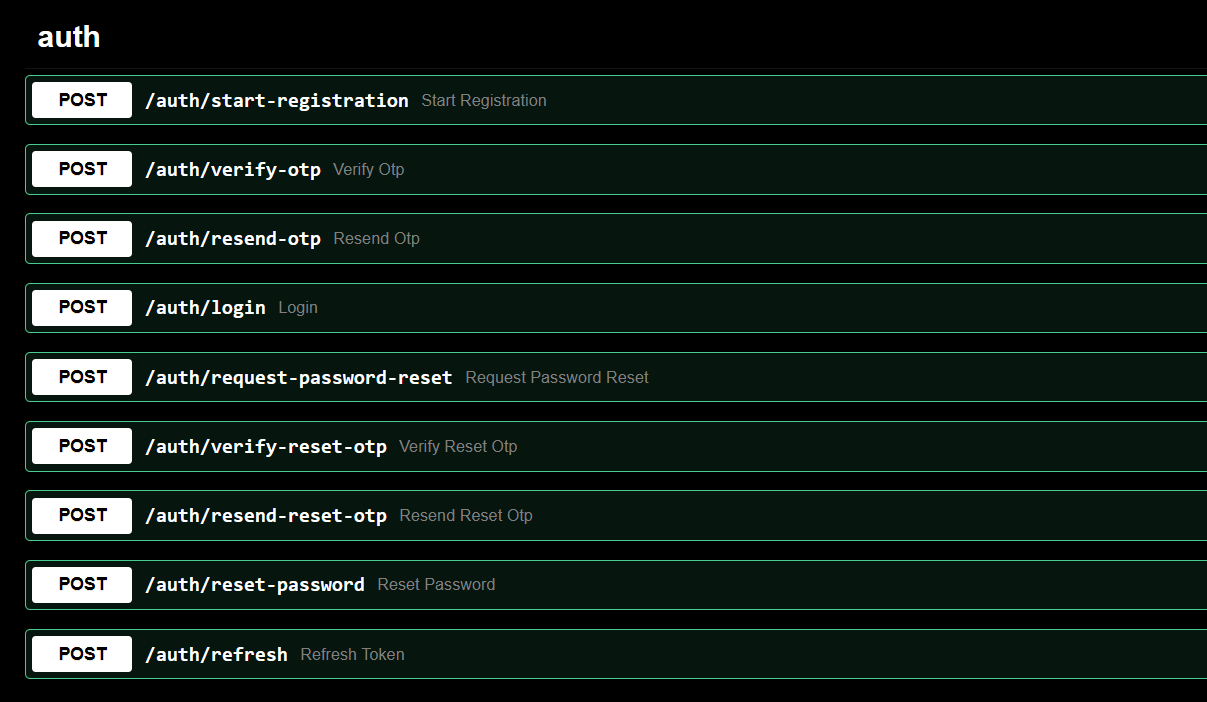 auth
POST /auth/start-registration Start Registration
POST /auth/verify-otp Verify Otp
POST /auth/resend-otp Resend Otp
POST /auth/login Login
POST /auth/request-password-reset Request Password Reset
POST /auth/verify-reset-otp Verify Reset Otp
POST /auth/resend-reset-otp Resend Reset Otp
POST /auth/reset-password Reset Password
POST /auth/refresh Refresh Token